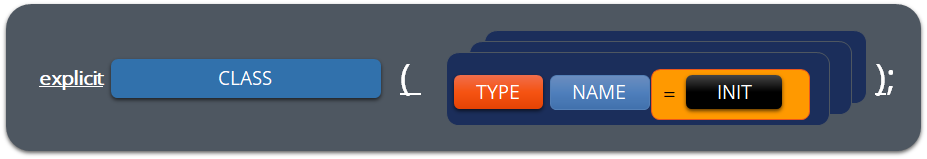 explicit CLASS ( TYPE NAME = INIT );